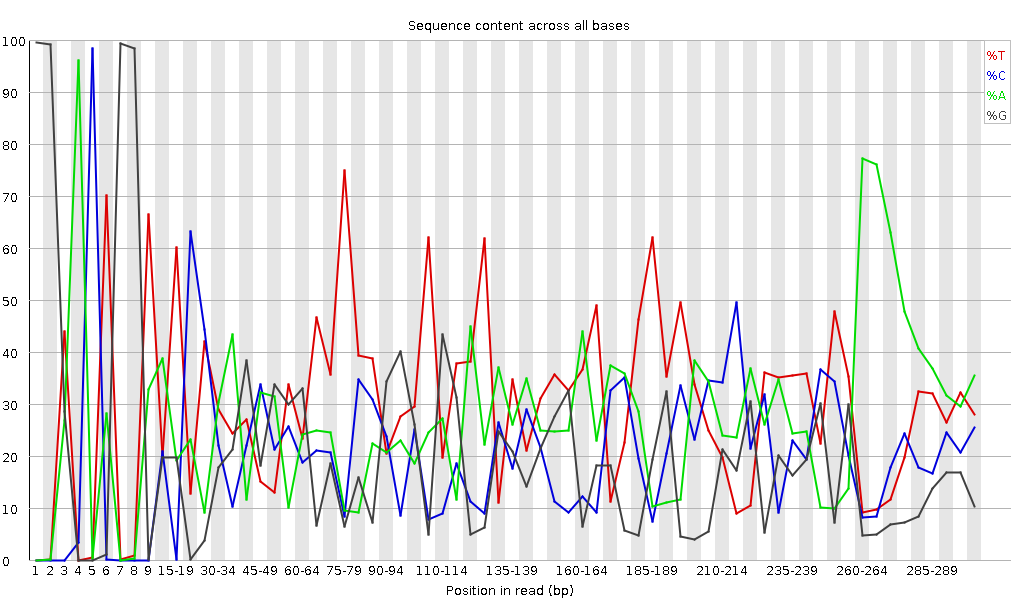 Sequence content across all bases
%T
%C
%A
%G
100
90
80
70
60
50
40
30
20
10
0
1 2 3 4 5 6 7 8 9 15-19 30-34 45-49 60-64 75-79 90-94 110-114 135-139 160-164 185-189 210-214 235-239 260-264 285-289
Position in read (bp)